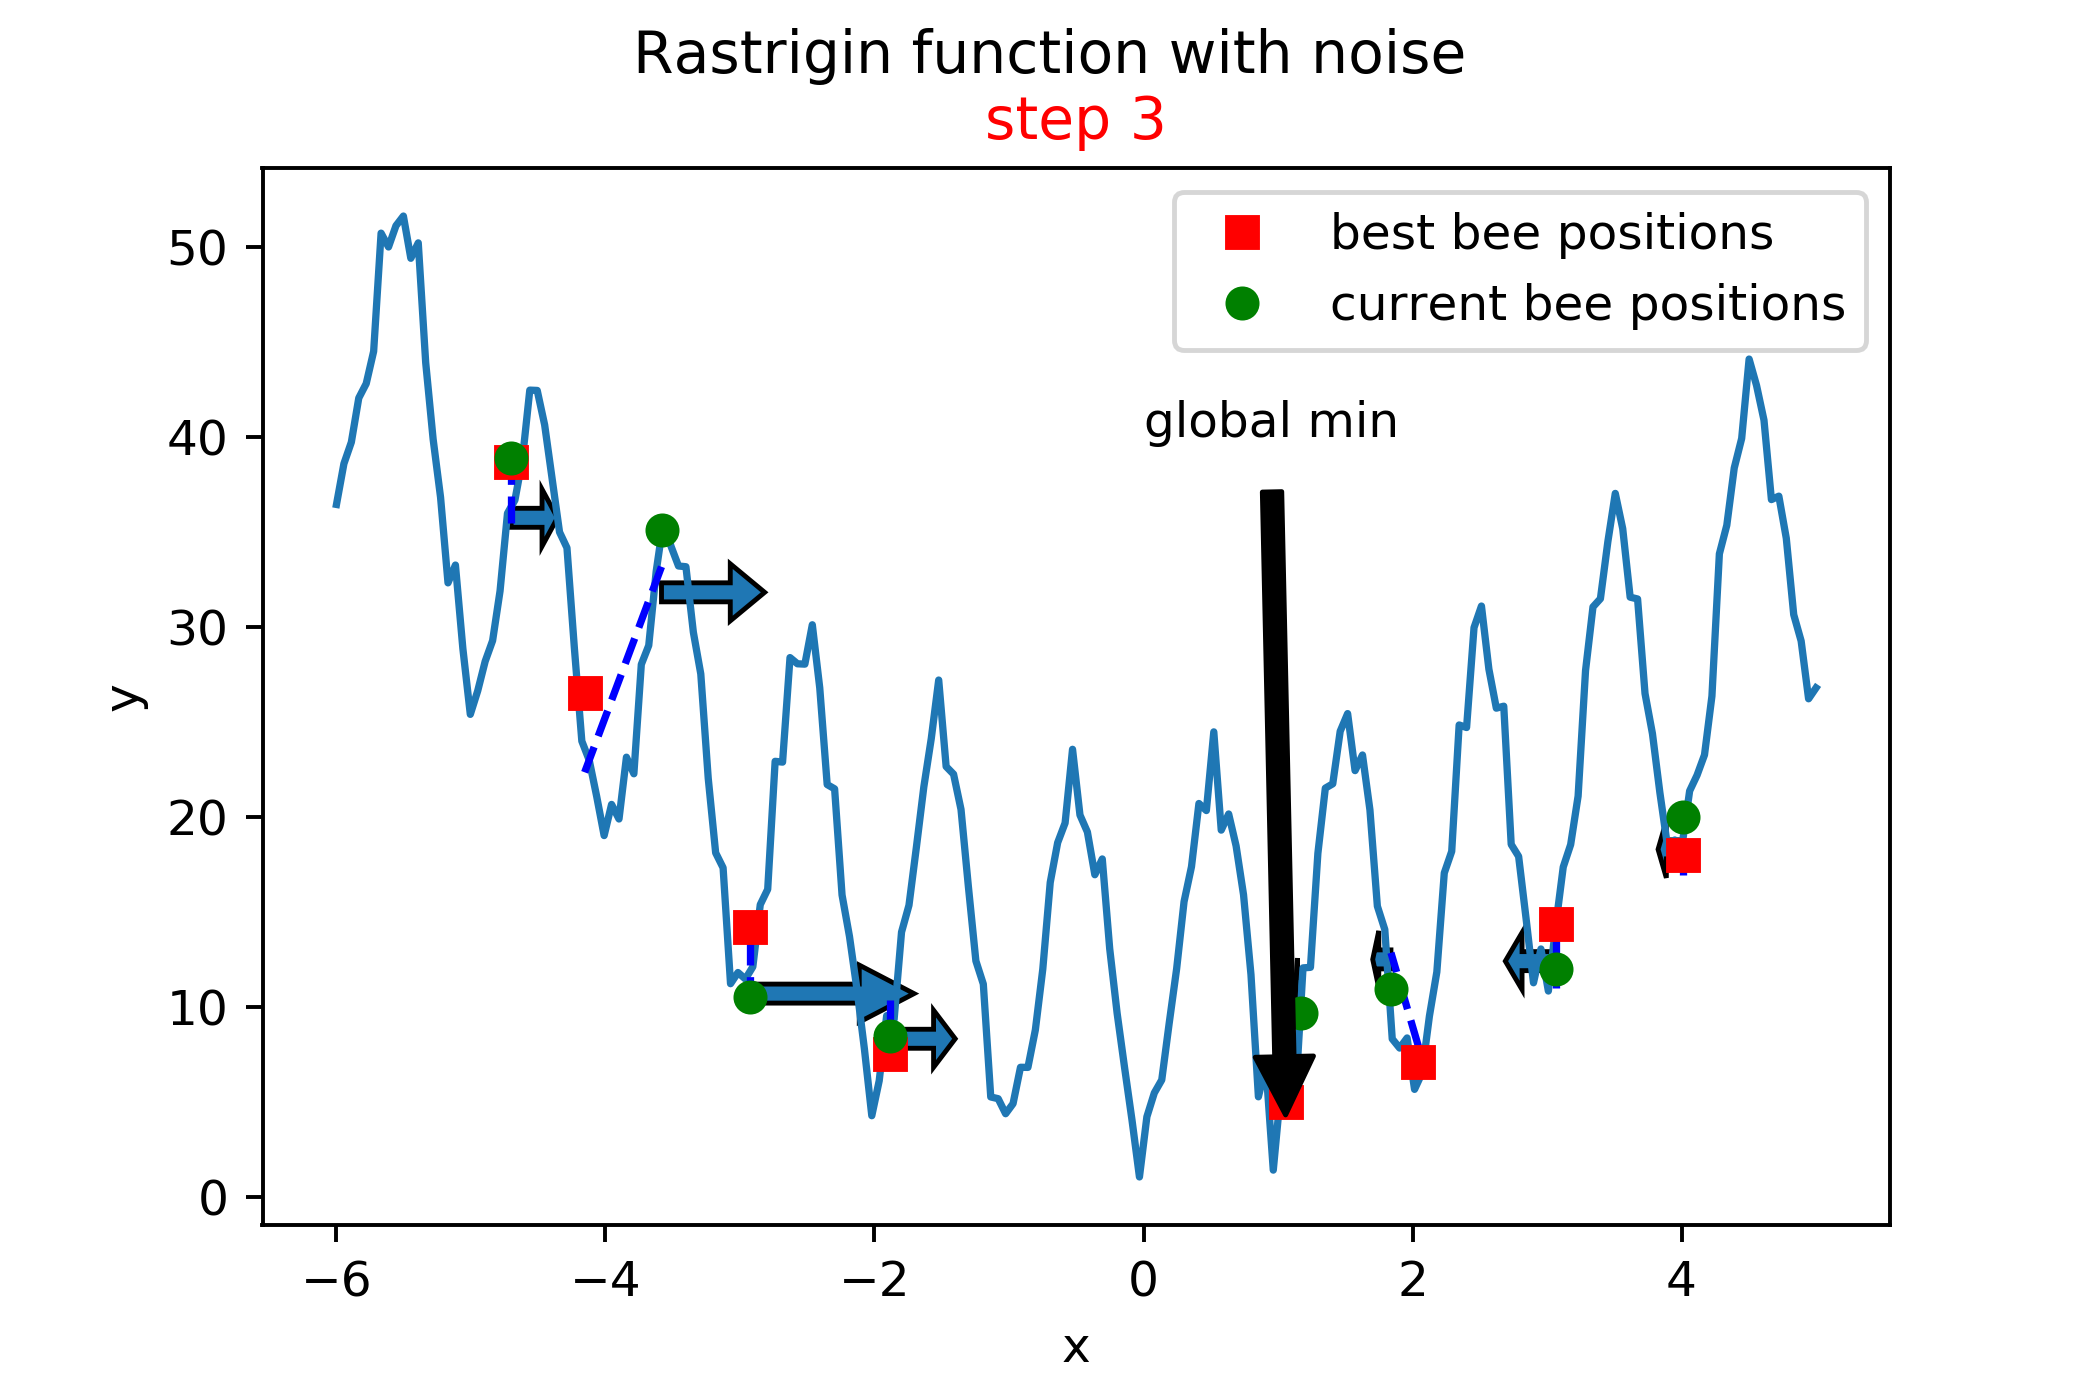 Rastrigin function with noise
step 3
best bee positions
current bee positions
global min
50
40
30
20
10
0
y
−6
−4
−2
0
2
4
x